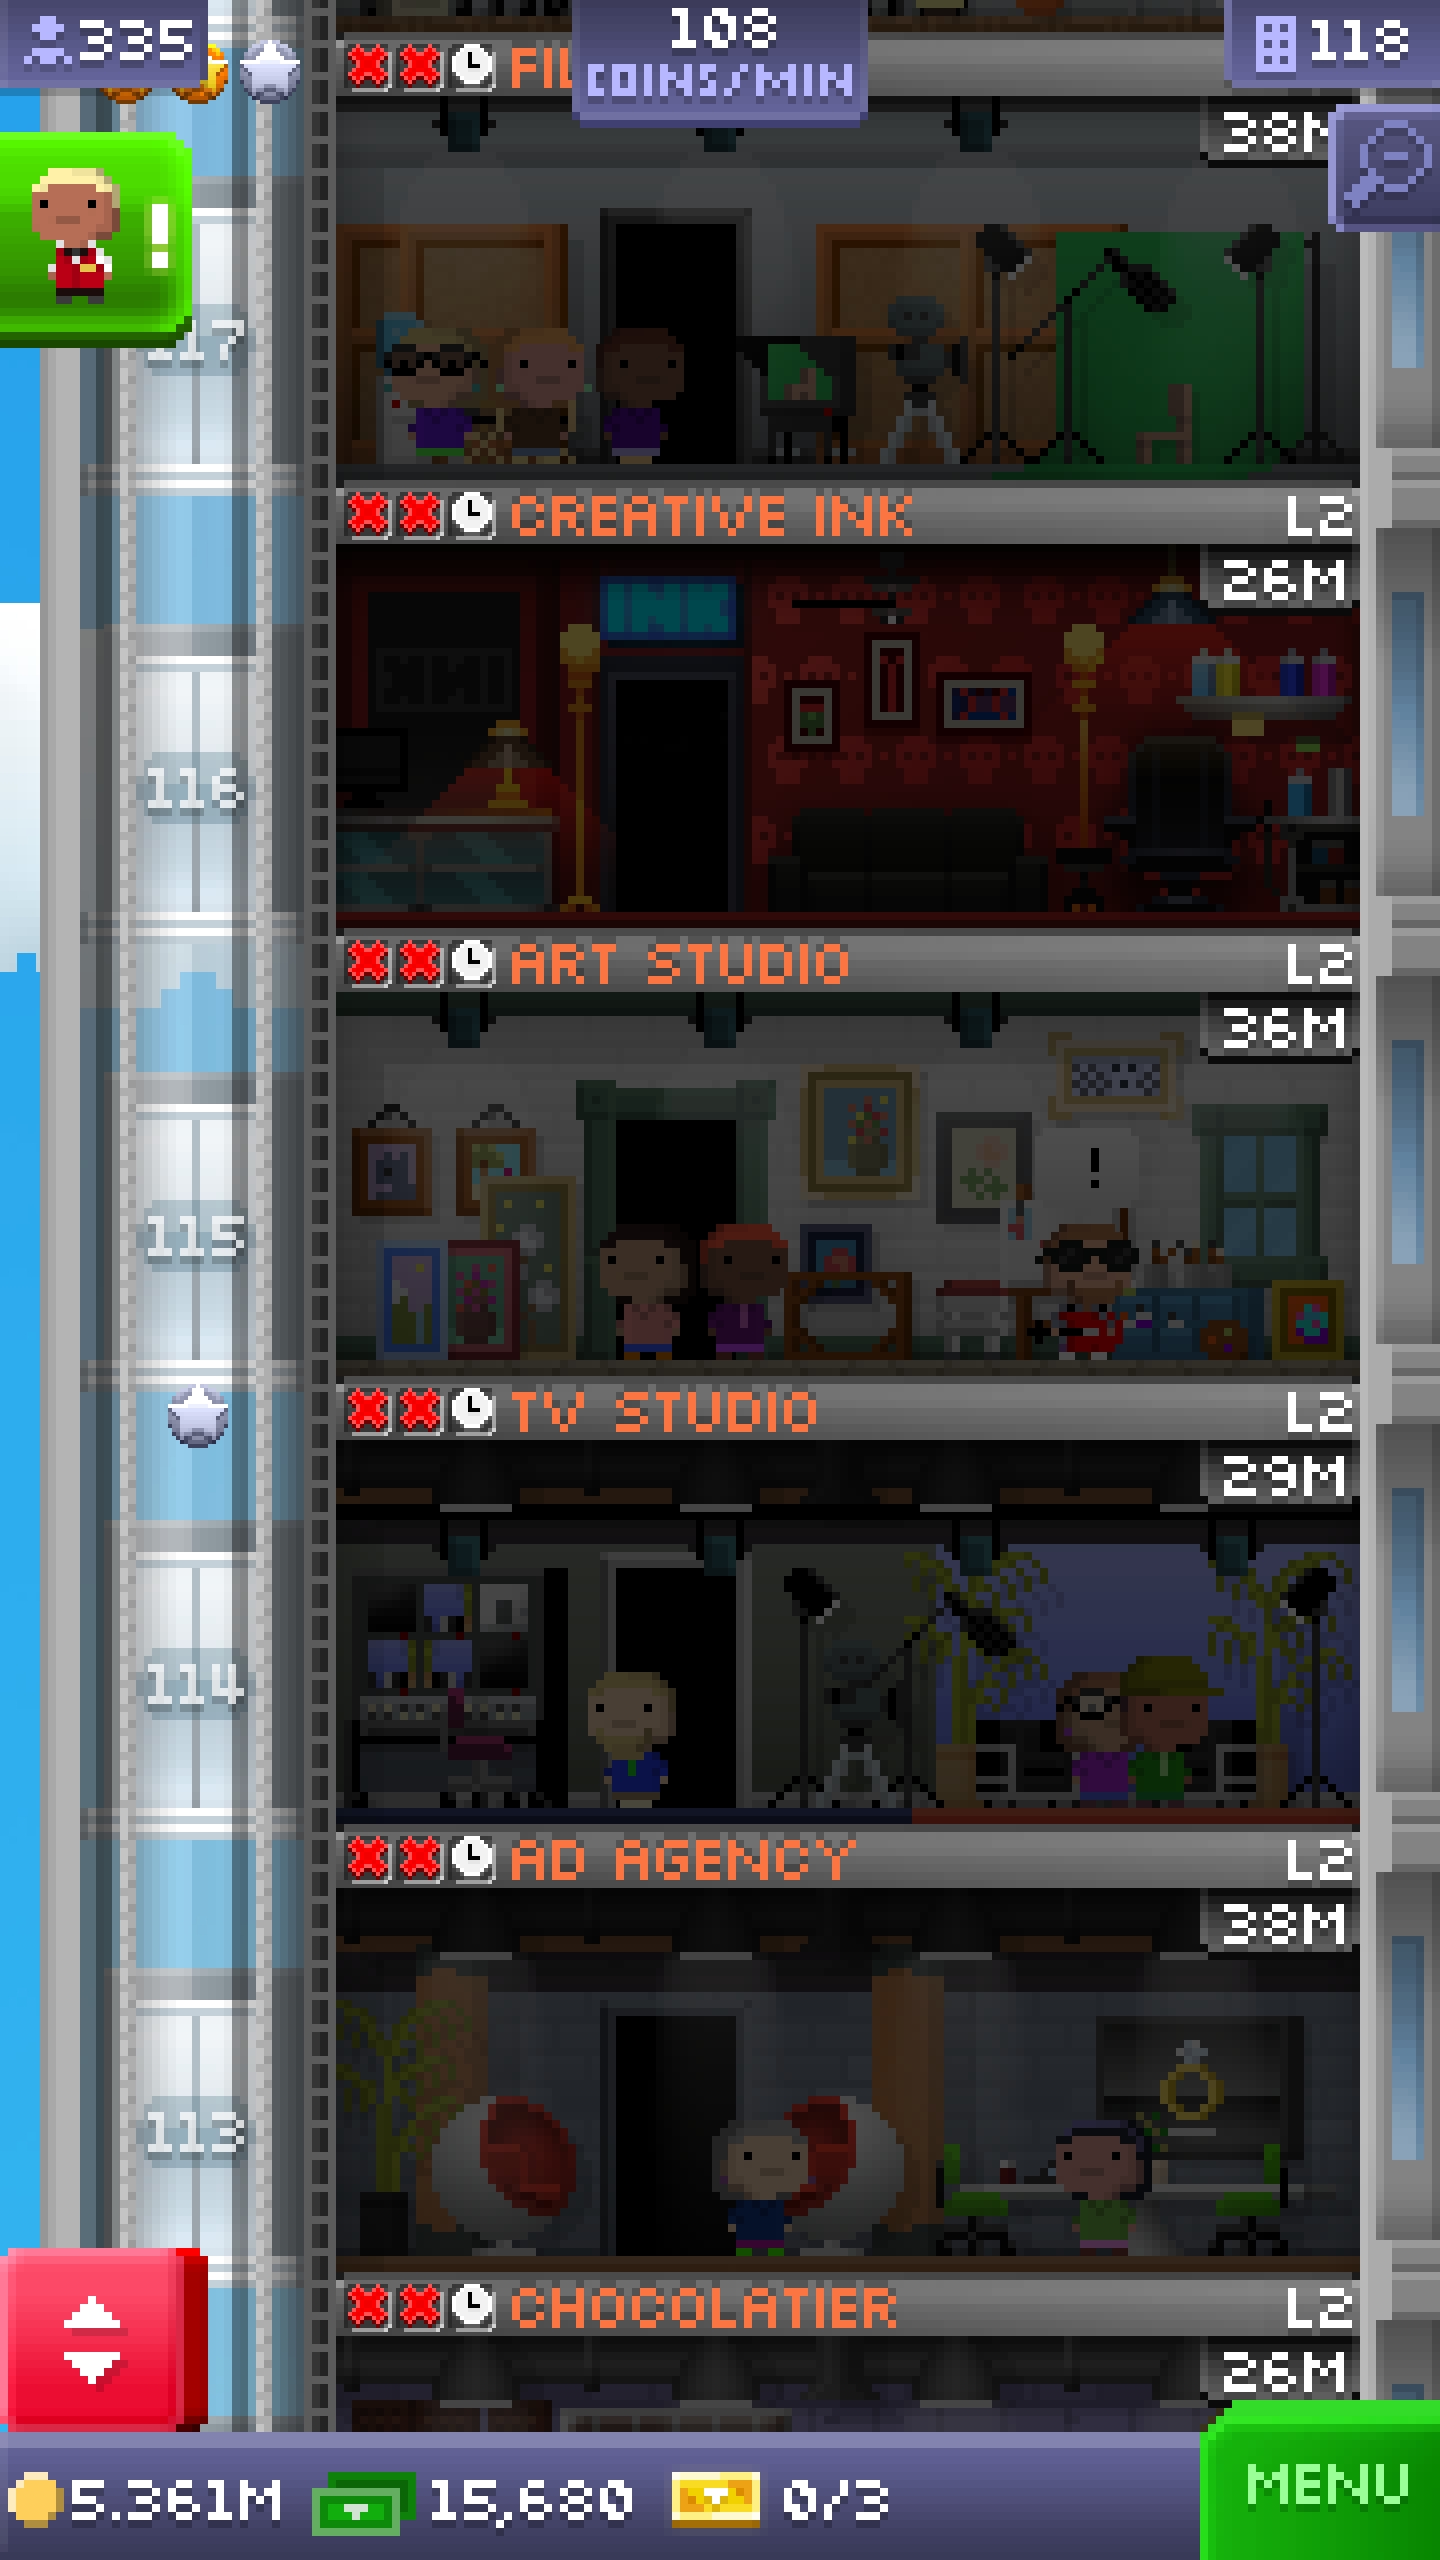 335
108
COINS/MIN
118
FIL
38M
!
117
CREATIVE INK L2
26M
INK
116
ART STUDIO L2
36M
!
115
TV STUDIO L2
29M
114
AD AGENCY L2
38M
113
CHOCOLATIER L2
26M
5.361M 15,680 0/3
MENU